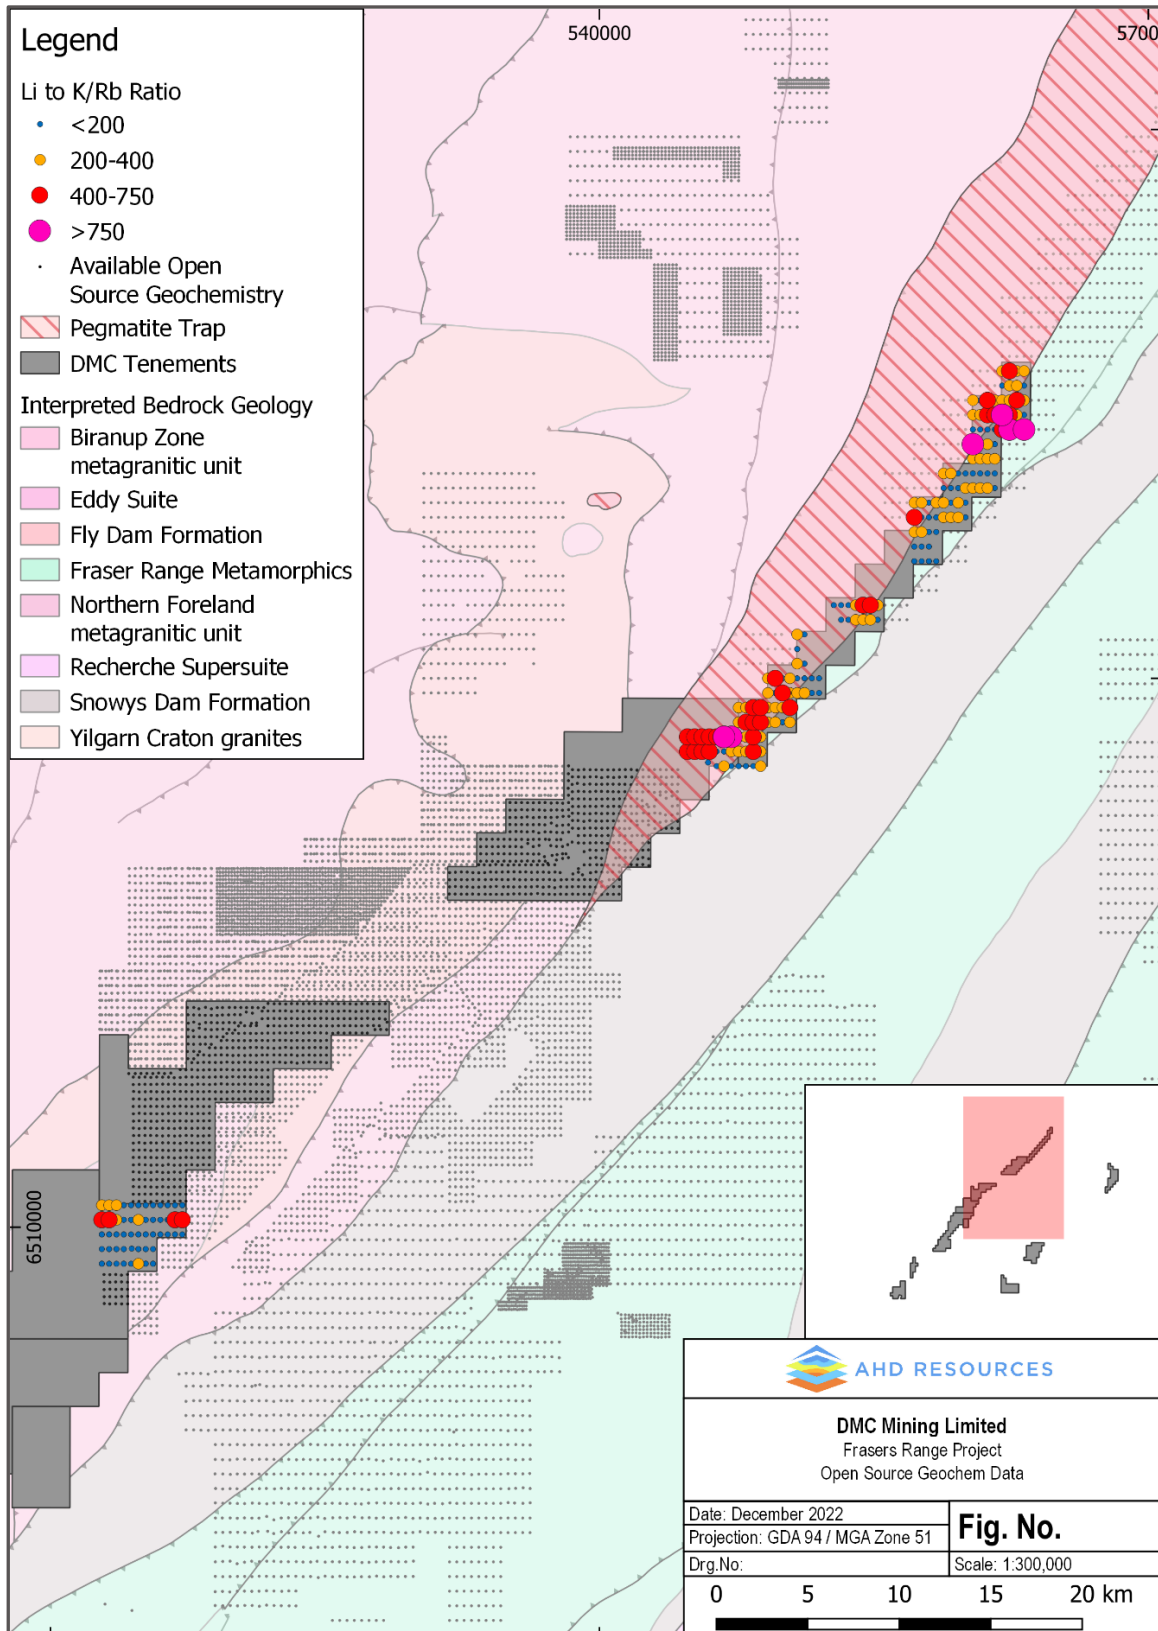 Legend
Li to K/Rb Ratio
<200
200-400
400-750
>750
Available Open
Source Geochemistry
Pegmatite Trap
DMC Tenements
Interpreted Bedrock Geology
Biranup Zone
metagranitic unit
Eddy Suite
Fly Dam Formation
Fraser Range Metamorphics
Northern Foreland
metagranitic unit
Recherche Supersuite
Snowys Dam Formation
Yilgarn Craton granites
540000
5700
6510000
AHD RESOURCES
DMC Mining Limited
Frasers Range Project
Open Source Geochem Data
Date: December 2022
Projection: GDA 94 / MGA Zone 51
Drg.No:
Fig. No.
Scale: 1:300,000
0 5 10 15 20 km